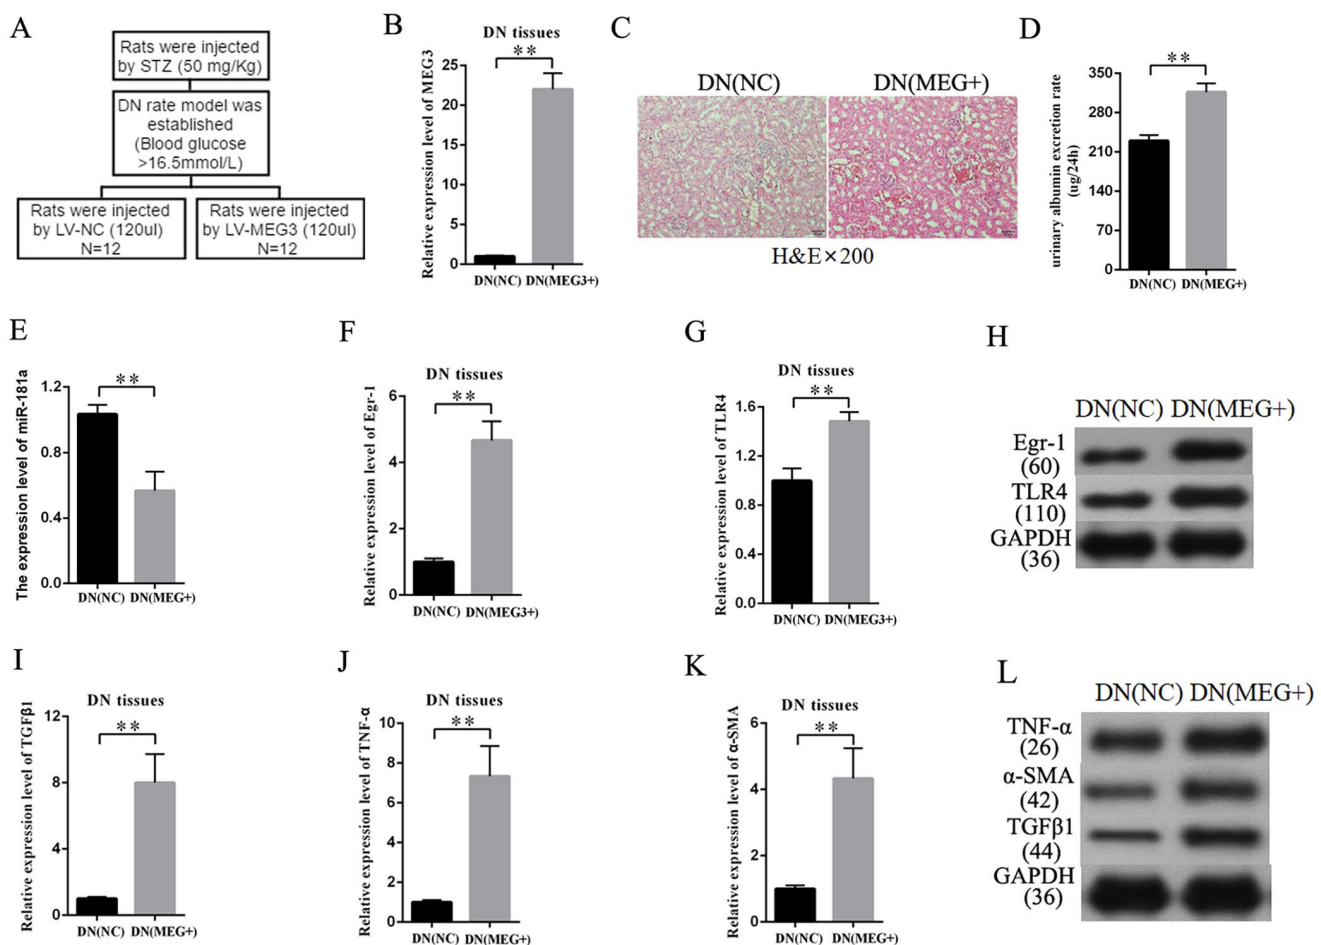 A
Rats were injected
by STZ (50 mg/Kg)
DN rate model was
established
(Blood glucose
>16.5mmol/L)
Rats were injected
by LV-NC (120ul)
N=12
Rats were injected
by LV-MEG3 (120ul)
N=12
B
DN tissues
**
Relative expression level of MEG3
25
20
15
10
5
0
DN(NC)
DN(MEG3+)
C
DN(NC)
DN(MEG+)
H&E×200
D
**
urinary albumin excretion rate
(ug/24h)
350
280
210
140
70
0
DN(NC)
DN(MEG+)
E
**
The expression level of miR-181a
1.2
0.8
0.4
0.0
DN(NC)
DN(MEG+)
F
DN tissues
**
Relative expression level of Egr-1
6
4
2
0
DN(NC)
DN(MEG3+)
G
DN tissues
**
Relative expression level of TLR4
1.6
1.2
0.8
0.4
0.0
DN(NC)
DN(MEG3+)
H
DN(NC) DN(MEG+)
Egr-1
(60)
TLR4
(110)
GAPDH
(36)
I
DN tissues
**
Relative expression level of TGFβ1
12
8
4
0
DN(NC)
DN(MEG+)
J
DN tissues
**
Relative expression level of TNF-α
10
8
6
4
2
0
DN(NC)
DN(MEG+)
K
DN tissues
**
Relative expression level of α-SMA
6
4
2
0
DN(NC)
DN(MEG+)
L
DN(NC) DN(MEG+)
TNF-α
(26)
α-SMA
(42)
TGFβ1
(44)
GAPDH
(36)